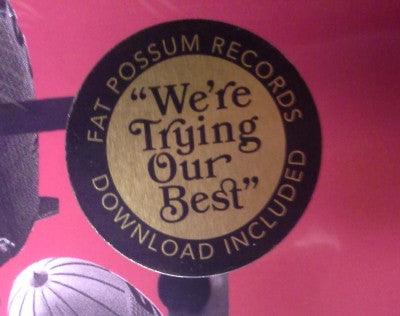 FAT POSSUM RECORDS
"We're
Trying
Our
Best"
DOWNLOAD INCLUDED